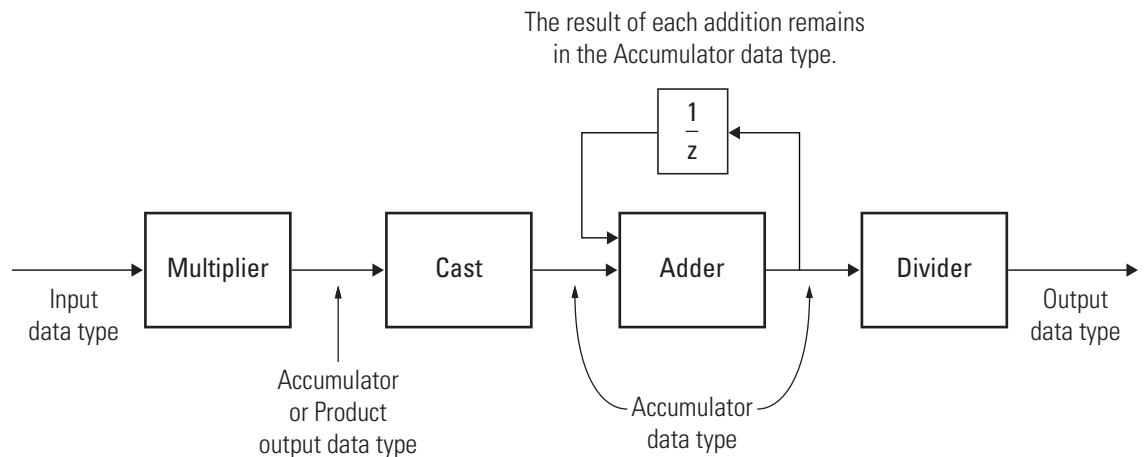 The result of each addition remains
in the Accumulator data type.
1
z
Multiplier
Cast
Adder
Divider
Input
data type
Output
data type
Accumulator
or Product
output data type
Accumulator
data type